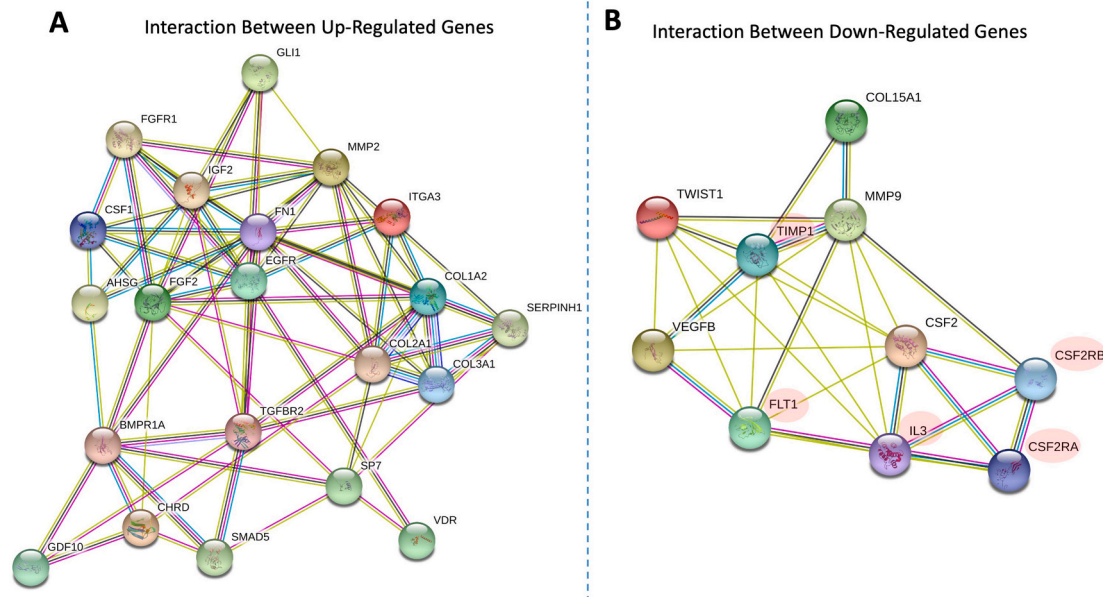 A
Interaction Between Up-Regulated Genes
GLI1
FGFR1
MMP2
IGF2
ITGA3
CSF1
FN1
EGFR
AHSG
FGF2
COL1A2
SERPINH1
COL2A1
COL3A1
TGFBR2
BMPR1A
SP7
CHRD
VDR
SMAD5
GDF10
B
Interaction Between Down-Regulated Genes
COL15A1
TWIST1
MMP9
TIMP1
VEGFB
CSF2
CSF2RB
FLT1
IL3
CSF2RA